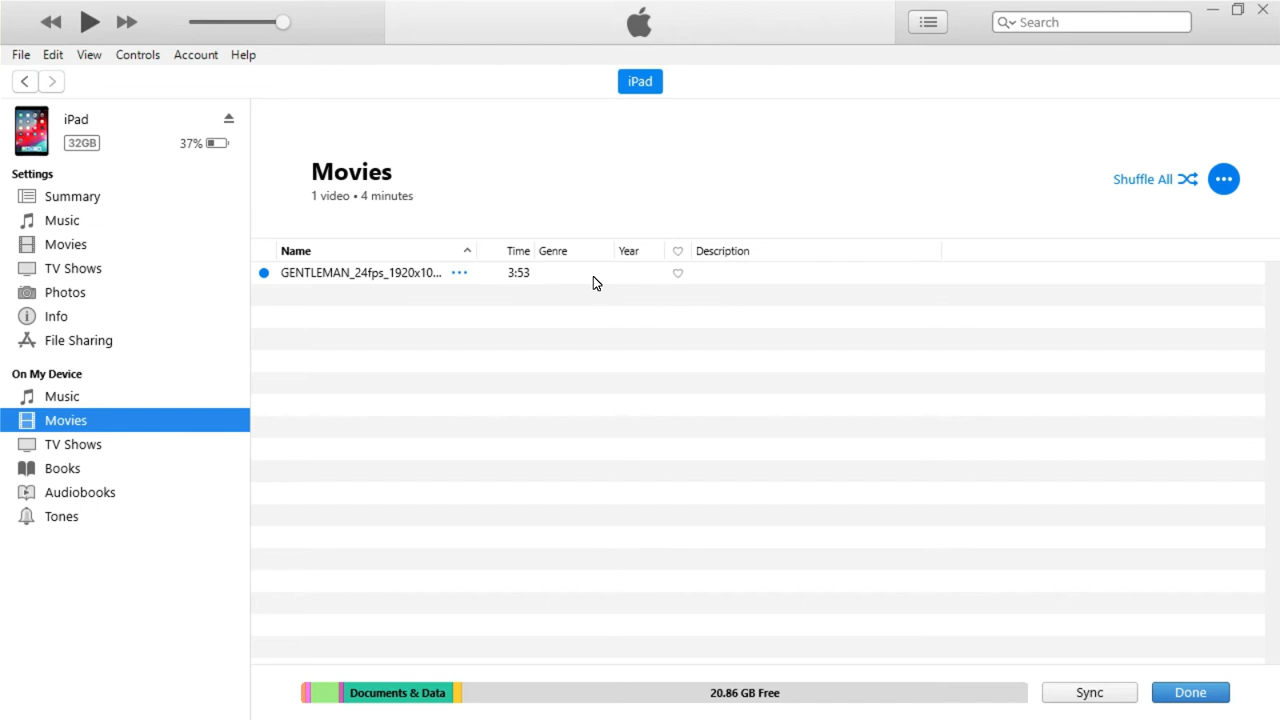 Search
File Edit View Controls Account Help
iPad
iPad
32GB 37%
Settings
Summary
Music
Movies
TV Shows
Photos
Info
File Sharing
On My Device
Music
Movies
TV Shows
Books
Audiobooks
Tones
Movies
1 video • 4 minutes
Shuffle All
Name Time Genre Year Description
GENTLEMAN_24fps_1920x10... 3:53
Documents & Data 20.86 GB Free
Sync Done